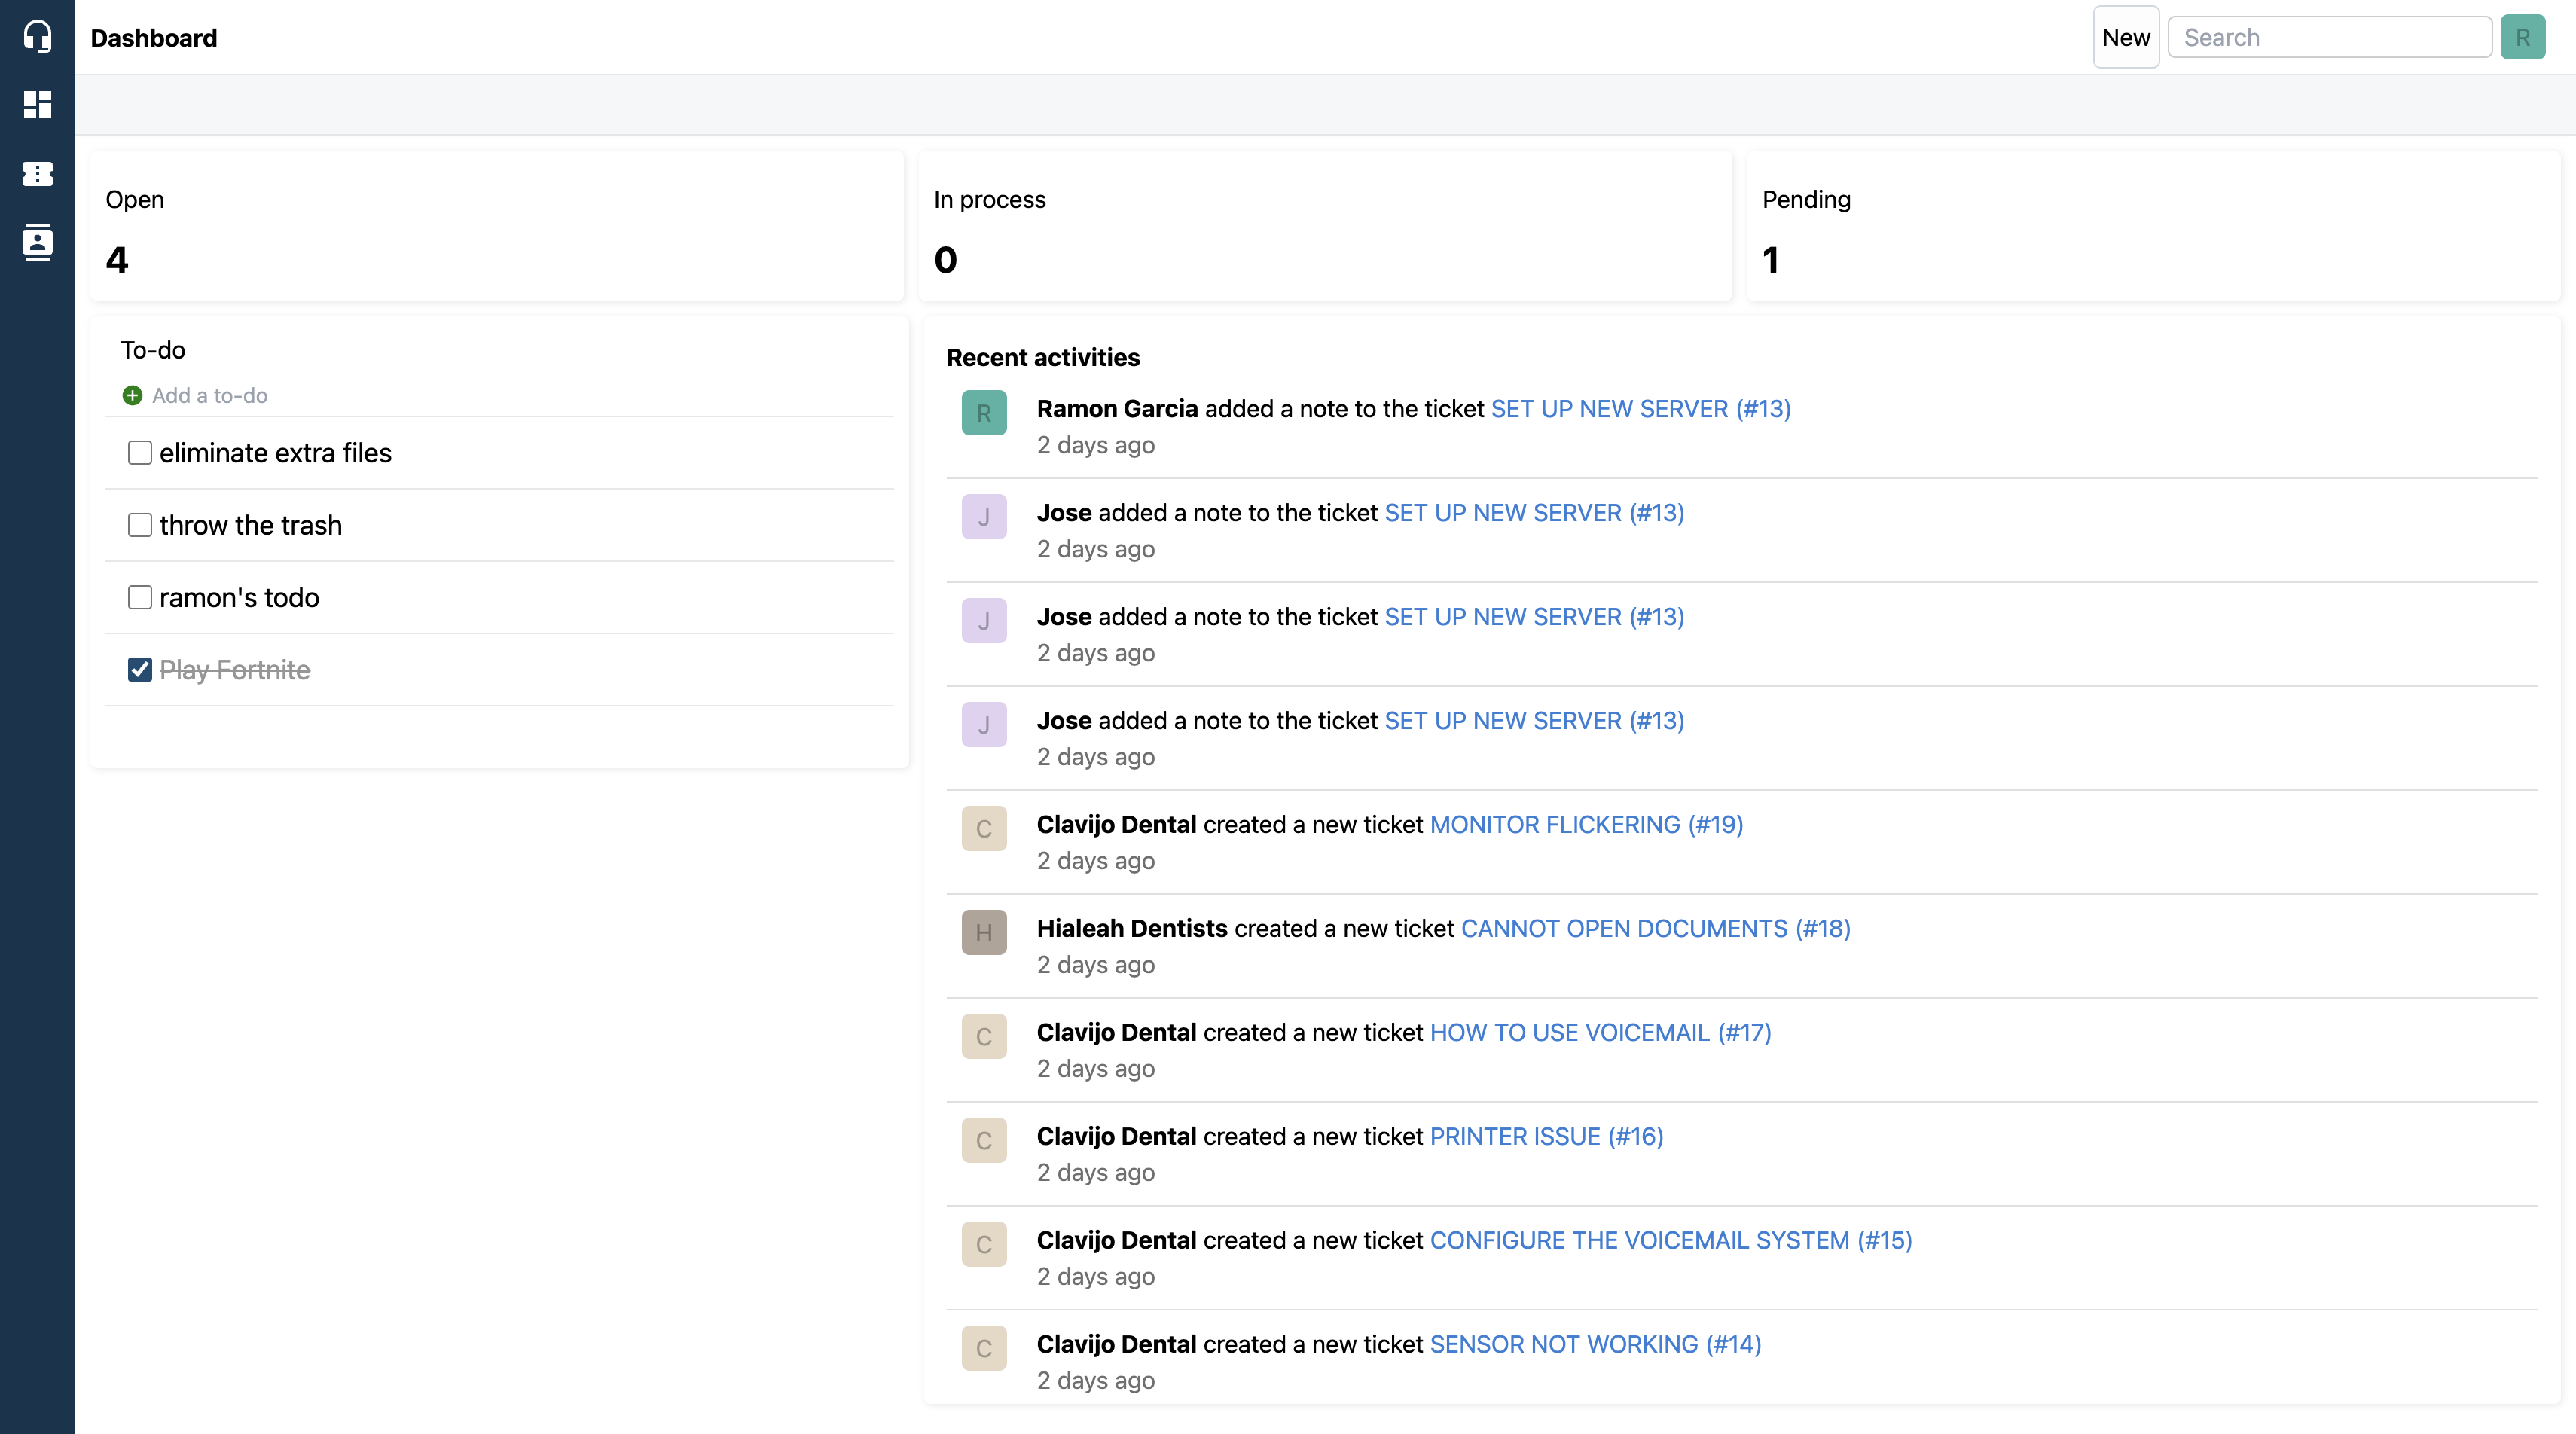 Dashboard
New
Search
R
Open
4
In process
0
Pending
1
To-do
Add a to-do
eliminate extra files
throw the trash
ramon's todo
Play Fortnite
Recent activities
R
Ramon Garcia added a note to the ticket SET UP NEW SERVER (#13)
2 days ago
J
Jose added a note to the ticket SET UP NEW SERVER (#13)
2 days ago
J
Jose added a note to the ticket SET UP NEW SERVER (#13)
2 days ago
J
Jose added a note to the ticket SET UP NEW SERVER (#13)
2 days ago
C
Clavijo Dental created a new ticket MONITOR FLICKERING (#19)
2 days ago
H
Hialeah Dentists created a new ticket CANNOT OPEN DOCUMENTS (#18)
2 days ago
C
Clavijo Dental created a new ticket HOW TO USE VOICEMAIL (#17)
2 days ago
C
Clavijo Dental created a new ticket PRINTER ISSUE (#16)
2 days ago
C
Clavijo Dental created a new ticket CONFIGURE THE VOICEMAIL SYSTEM (#15)
2 days ago
C
Clavijo Dental created a new ticket SENSOR NOT WORKING (#14)
2 days ago